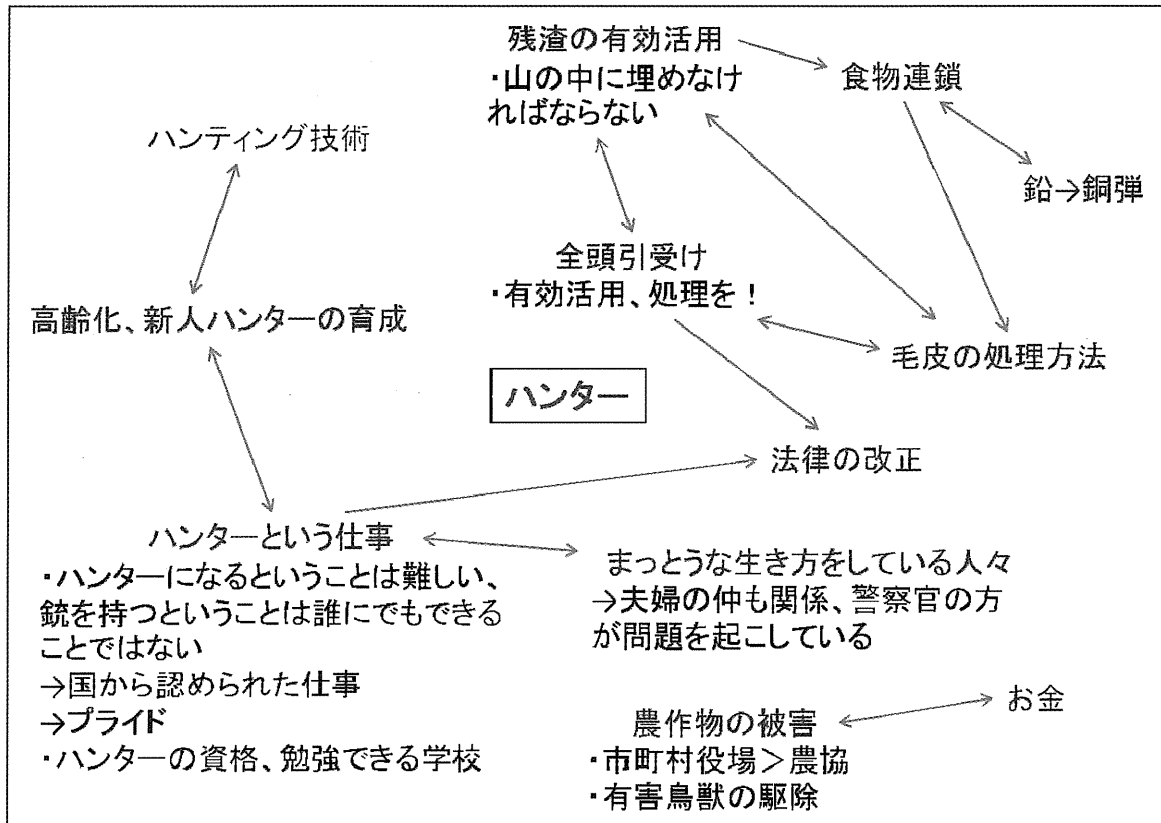 残渣の有効活用
・山の中に埋めなけ
ればならない
食物連鎖
ハンティング技術
鉛→銅弾
全頭引受け
・有効活用、処理を！
高齢化、新人ハンターの育成
毛皮の処理方法
ハンター
法律の改正
ハンターという仕事
・ハンターになるということは難しい、
銃を持つということは誰にでもできる
ことではない
→国から認められた仕事
→プライド
・ハンターの資格、勉強できる学校
まっとうな生き方をしている人々
→夫婦の仲も関係、警察官の方
が問題を起こしている
お金
農作物の被害
・市町村役場＞農協
・有害鳥獣の駆除